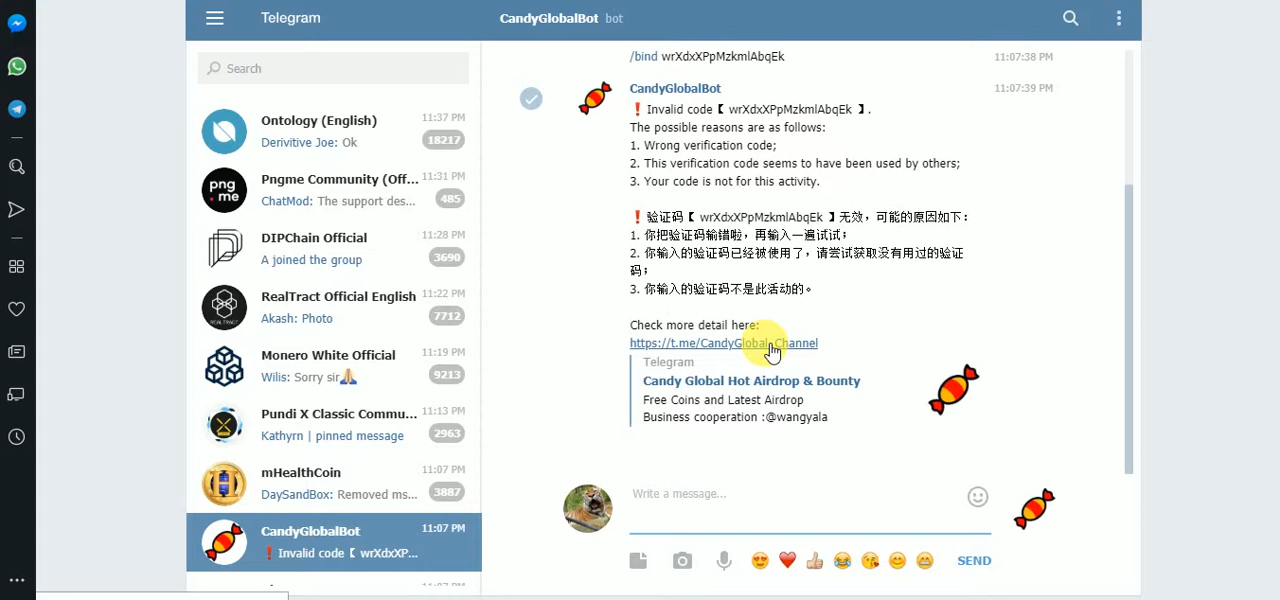 Telegram
CandyGlobalBot bot
Search
Ontology (English) 11:37 PM
Derivitive Joe: Ok 18217
Pngme Community (Off... 11:31 PM
ChatMod: The support des... 485
png
.me
DIPChain Official 11:28 PM
A joined the group 3690
RealTract Official English 11:22 PM
Akash: Photo 7712
REALTRACT
Monero White Official 11:19 PM
Wilis: Sorry sir🙏 9213
Pundi X Classic Commu... 11:13 PM
Kathyrn | pinned message 2963
mHealthCoin 11:07 PM
DaySandBox: Removed ms... 3887
CandyGlobalBot 11:07 PM
❗ Invalid code【 wrXdxXP...
11:07 PM
/bind wrXdxXPpMzkmlAbqEk 11:07:38 PM
CandyGlobalBot 11:07:39 PM
❗ Invalid code【 wrXdxXPpMzkmlAbqEk 】.
The possible reasons are as follows:
1. Wrong verification code;
2. This verification code seems to have been used by others;
3. Your code is not for this activity.
❗ 验证码【 wrXdxXPpMzkmlAbqEk 】无效，可能的原因如下：
1. 你把验证码输错啦，再输入一遍试试；
2. 你输入的验证码已经被使用了，请尝试获取没有用过的验证
码；
3. 你输入的验证码不是此活动的。
Check more detail here:
https://t.me/CandyGlobal_Channel
Telegram
Candy Global Hot Airdrop & Bounty
Free Coins and Latest Airdrop
Business cooperation :@wangyala
Write a message...
SEND